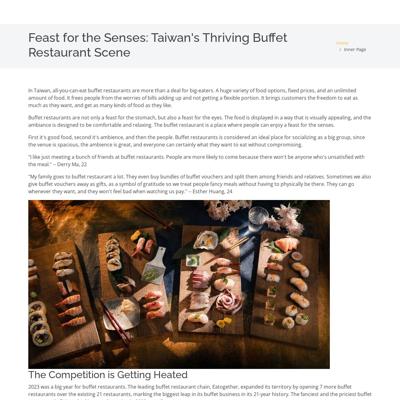 Feast for the Senses: Taiwan's Thriving Buffet
Restaurant Scene
Home
/ Inner Page
In Taiwan, all-you-can-eat buffet restaurants are more than a deal for big-eaters. A huge variety of food options, fixed prices, and an unlimited
amount of food. It frees people from the worries of bills adding up and not getting a flexible portion. It brings customers the freedom to eat as
much as they want, and get as many kinds of food as they like.
Buffet restaurants are not only a feast for the stomach, but also a feast for the eyes. The food is displayed in a way that is visually appealing, and the
ambiance is designed to be comfortable and relaxing. The buffet restaurant is a place where people can enjoy a feast for the senses.
First it's good food, second it's ambience, and then the people. Buffet restaurants is considered an ideal place for socializing as a big group, since
the venue is spacious, the ambience is great, and everyone can certainly what they want to eat without compromising.
"I like just meeting a bunch of friends at buffet restaurants. People are more likely to come because there won't be anyone who's unsatisfied with
the meal." – Derry Ma, 22
"My family goes to buffet restaurant a lot. They even buy bundles of buffet vouchers and split them among friends and relatives. Sometimes we also
give buffet vouchers away as gifts, as a symbol of gratitude so we treat people fancy meals without having to physically be there. They can go
whenever they want, and they won't feel bad when watching us pay." – Esther Huang, 24
The Competition is Getting Heated
2023 was a big year for buffet restaurants. The leading buffet restaurant chain, Eatogether, expanded its territory by opening 7 more buffet
restaurants over the existing 21 restaurants, marking the biggest leap in its buffet business in its 21-year history. The fanciest and the priciest buffet